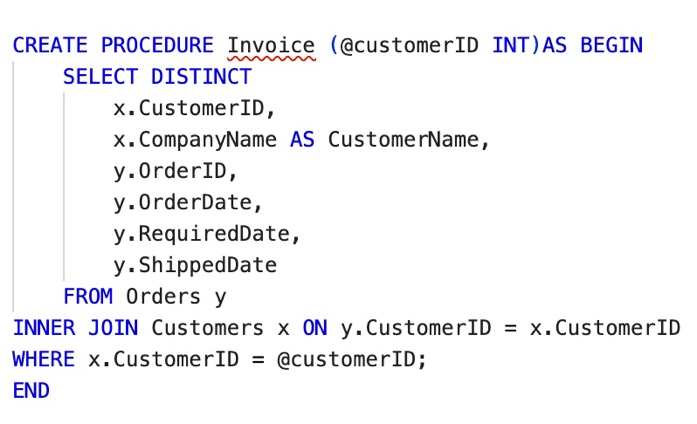 CREATE PROCEDURE Invoice (@customerID INT)AS BEGIN
SELECT DISTINCT
x.CustomerID,
x.CompanyName AS CustomerName,
y.OrderID,
y.OrderDate,
y.RequiredDate,
y.ShippedDate
FROM Orders y
INNER JOIN Customers x ON y.CustomerID = x.CustomerID
WHERE x.CustomerID = @customerID;
END